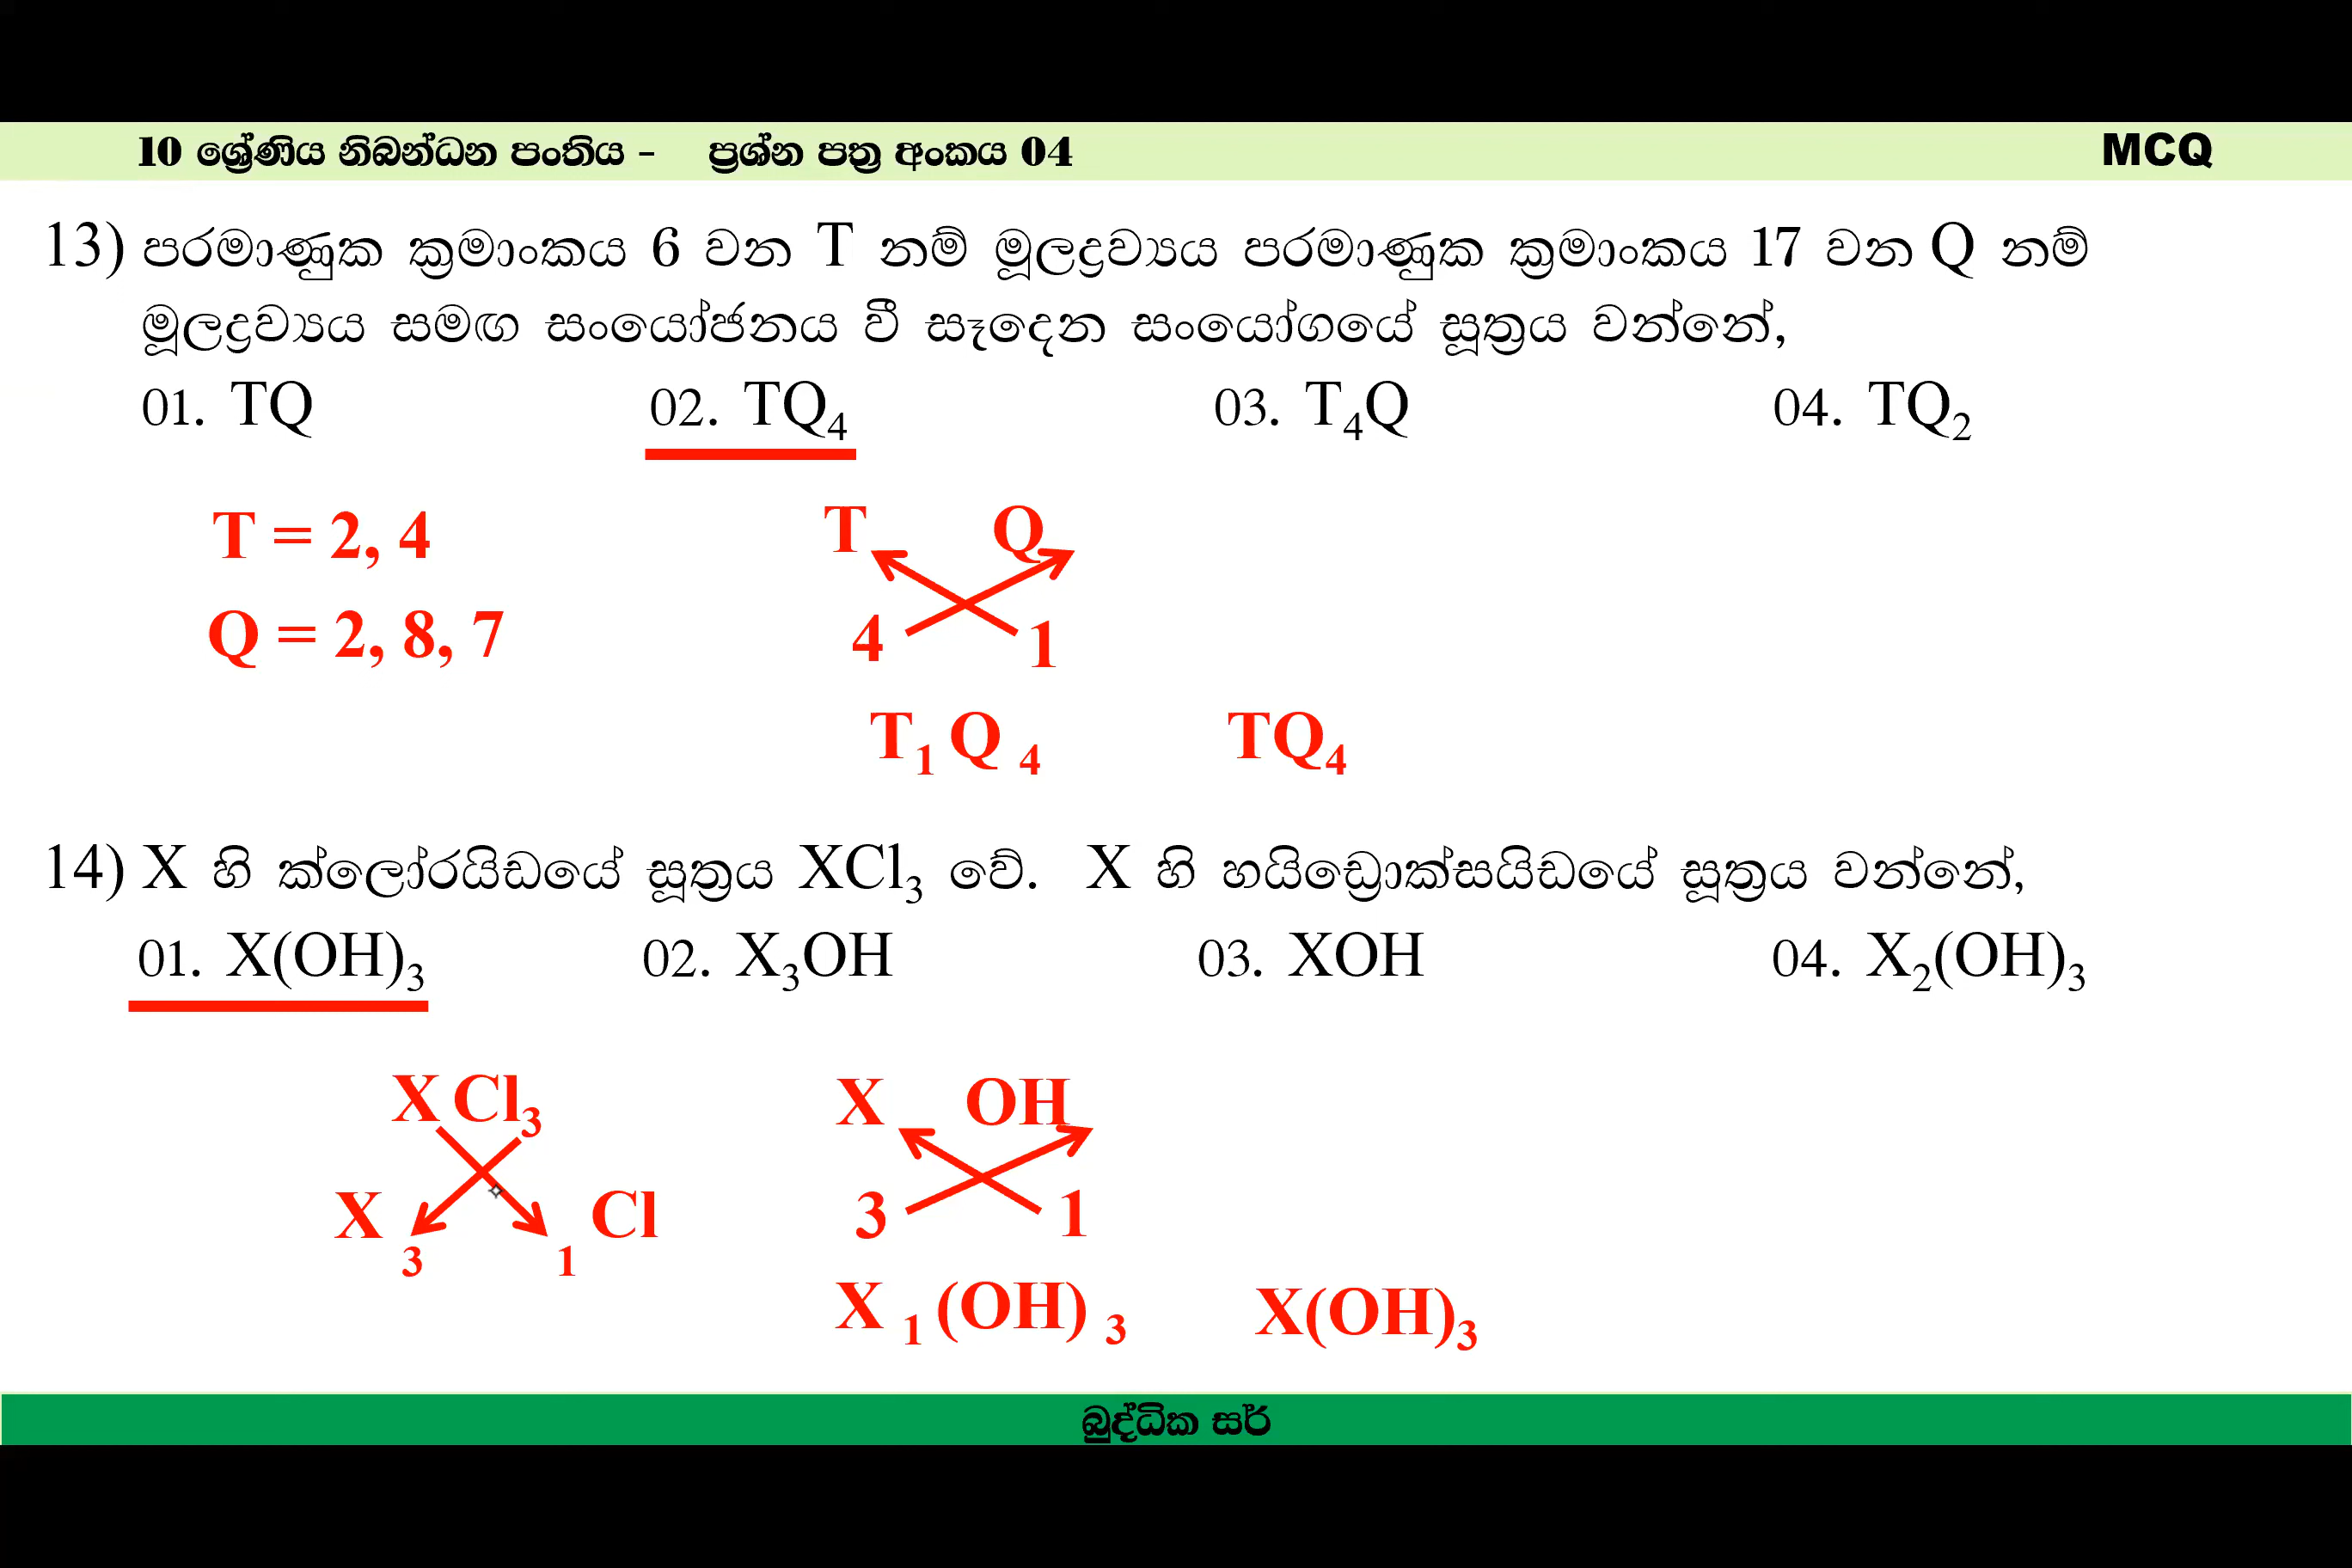 10 ශ්‍රේණිය නිබන්ධන පංතිය - ප්‍රශ්න පත්‍ර අංකය 04 MCQ
13) පරමාණුක ක්‍රමාංකය 6 වන T නම් මූලද්‍රව්‍යය පරමාණුක ක්‍රමාංකය 17 වන Q නම්
මූලද්‍රව්‍යය සමඟ සංයෝජනය වී සෑදෙන සංයෝගයේ සූත්‍රය වන්නේ,
01. TQ 02. TQ₄ 03. T₄Q 04. TQ₂
T = 2, 4 T Q
Q = 2, 8, 7 4 1
T₁ Q ₄ TQ₄
14) X හි ක්ලෝරයිඩයේ සූත්‍රය XCl₃ වේ. X හි හයිඩ්‍රොක්සයිඩයේ සූත්‍රය වන්නේ,
01. X(OH)₃ 02. X₃OH 03. XOH 04. X₂(OH)₃
X Cl₃ X OH
X ₃ ₁ Cl 3 1
X ₁ (OH) ₃ X(OH)₃
බුද්ධික සර්